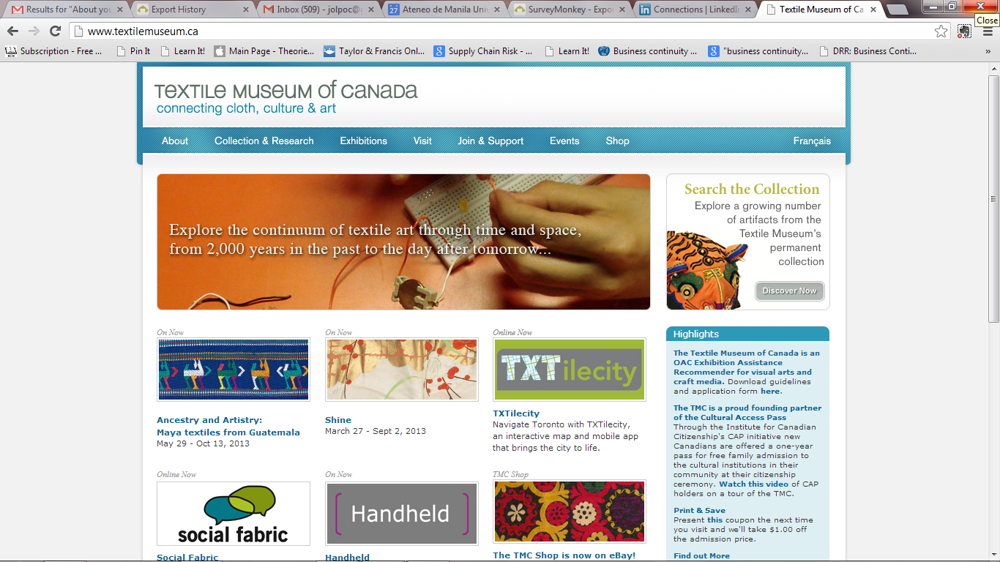 Results for "About you
Export History
Inbox (509) - jolpoc@g
Ateneo de Manila Univ
SurveyMonkey - Expo
Connections | LinkedIn
Textile Museum of Ca
Close
www.textilemuseum.ca
Subscription - Free ...
Pin It
Learn It!
Main Page - Theorie...
Taylor & Francis Onl...
Supply Chain Risk - ...
Learn It!
Business continuity ...
"business continuity...
DRR: Business Conti...
»
TEXTILE MUSEUM OF CANADA
connecting cloth, culture & art
About
Collection & Research
Exhibitions
Visit
Join & Support
Events
Shop
Français
Explore the continuum of textile art through time and space,
from 2,000 years in the past to the day after tomorrow...
Search the Collection
Explore a growing number
of artifacts from the
Textile Museum's
permanent
collection
Discover Now
On Now
Ancestry and Artistry:
Maya textiles from Guatemala
May 29 - Oct 13, 2013
On Now
Shine
March 27 - Sept 2, 2013
Online Now
TXTilecity
TXTilecity
Navigate Toronto with TXTilecity,
an interactive map and mobile app
that brings the city to life.
Online Now
social fabric
Social Fabric
On Now
[Handheld]
Handheld
TMC Shop
The TMC Shop is now on eBay!
Highlights
The Textile Museum of Canada is an
OAC Exhibition Assistance
Recommender for visual arts and
craft media. Download guidelines
and application form here.
The TMC is a proud founding partner
of the Cultural Access Pass
Through the Institute for Canadian
Citizenship's CAP initiative new
Canadians are offered a one-year
pass for free family admission to
the cultural institutions in their
community at their citizenship
ceremony. Watch this video of CAP
holders on a tour of the TMC.
Print & Save
Present this coupon the next time
you visit and we'll take $1.00 off
the admission price.
Find out More